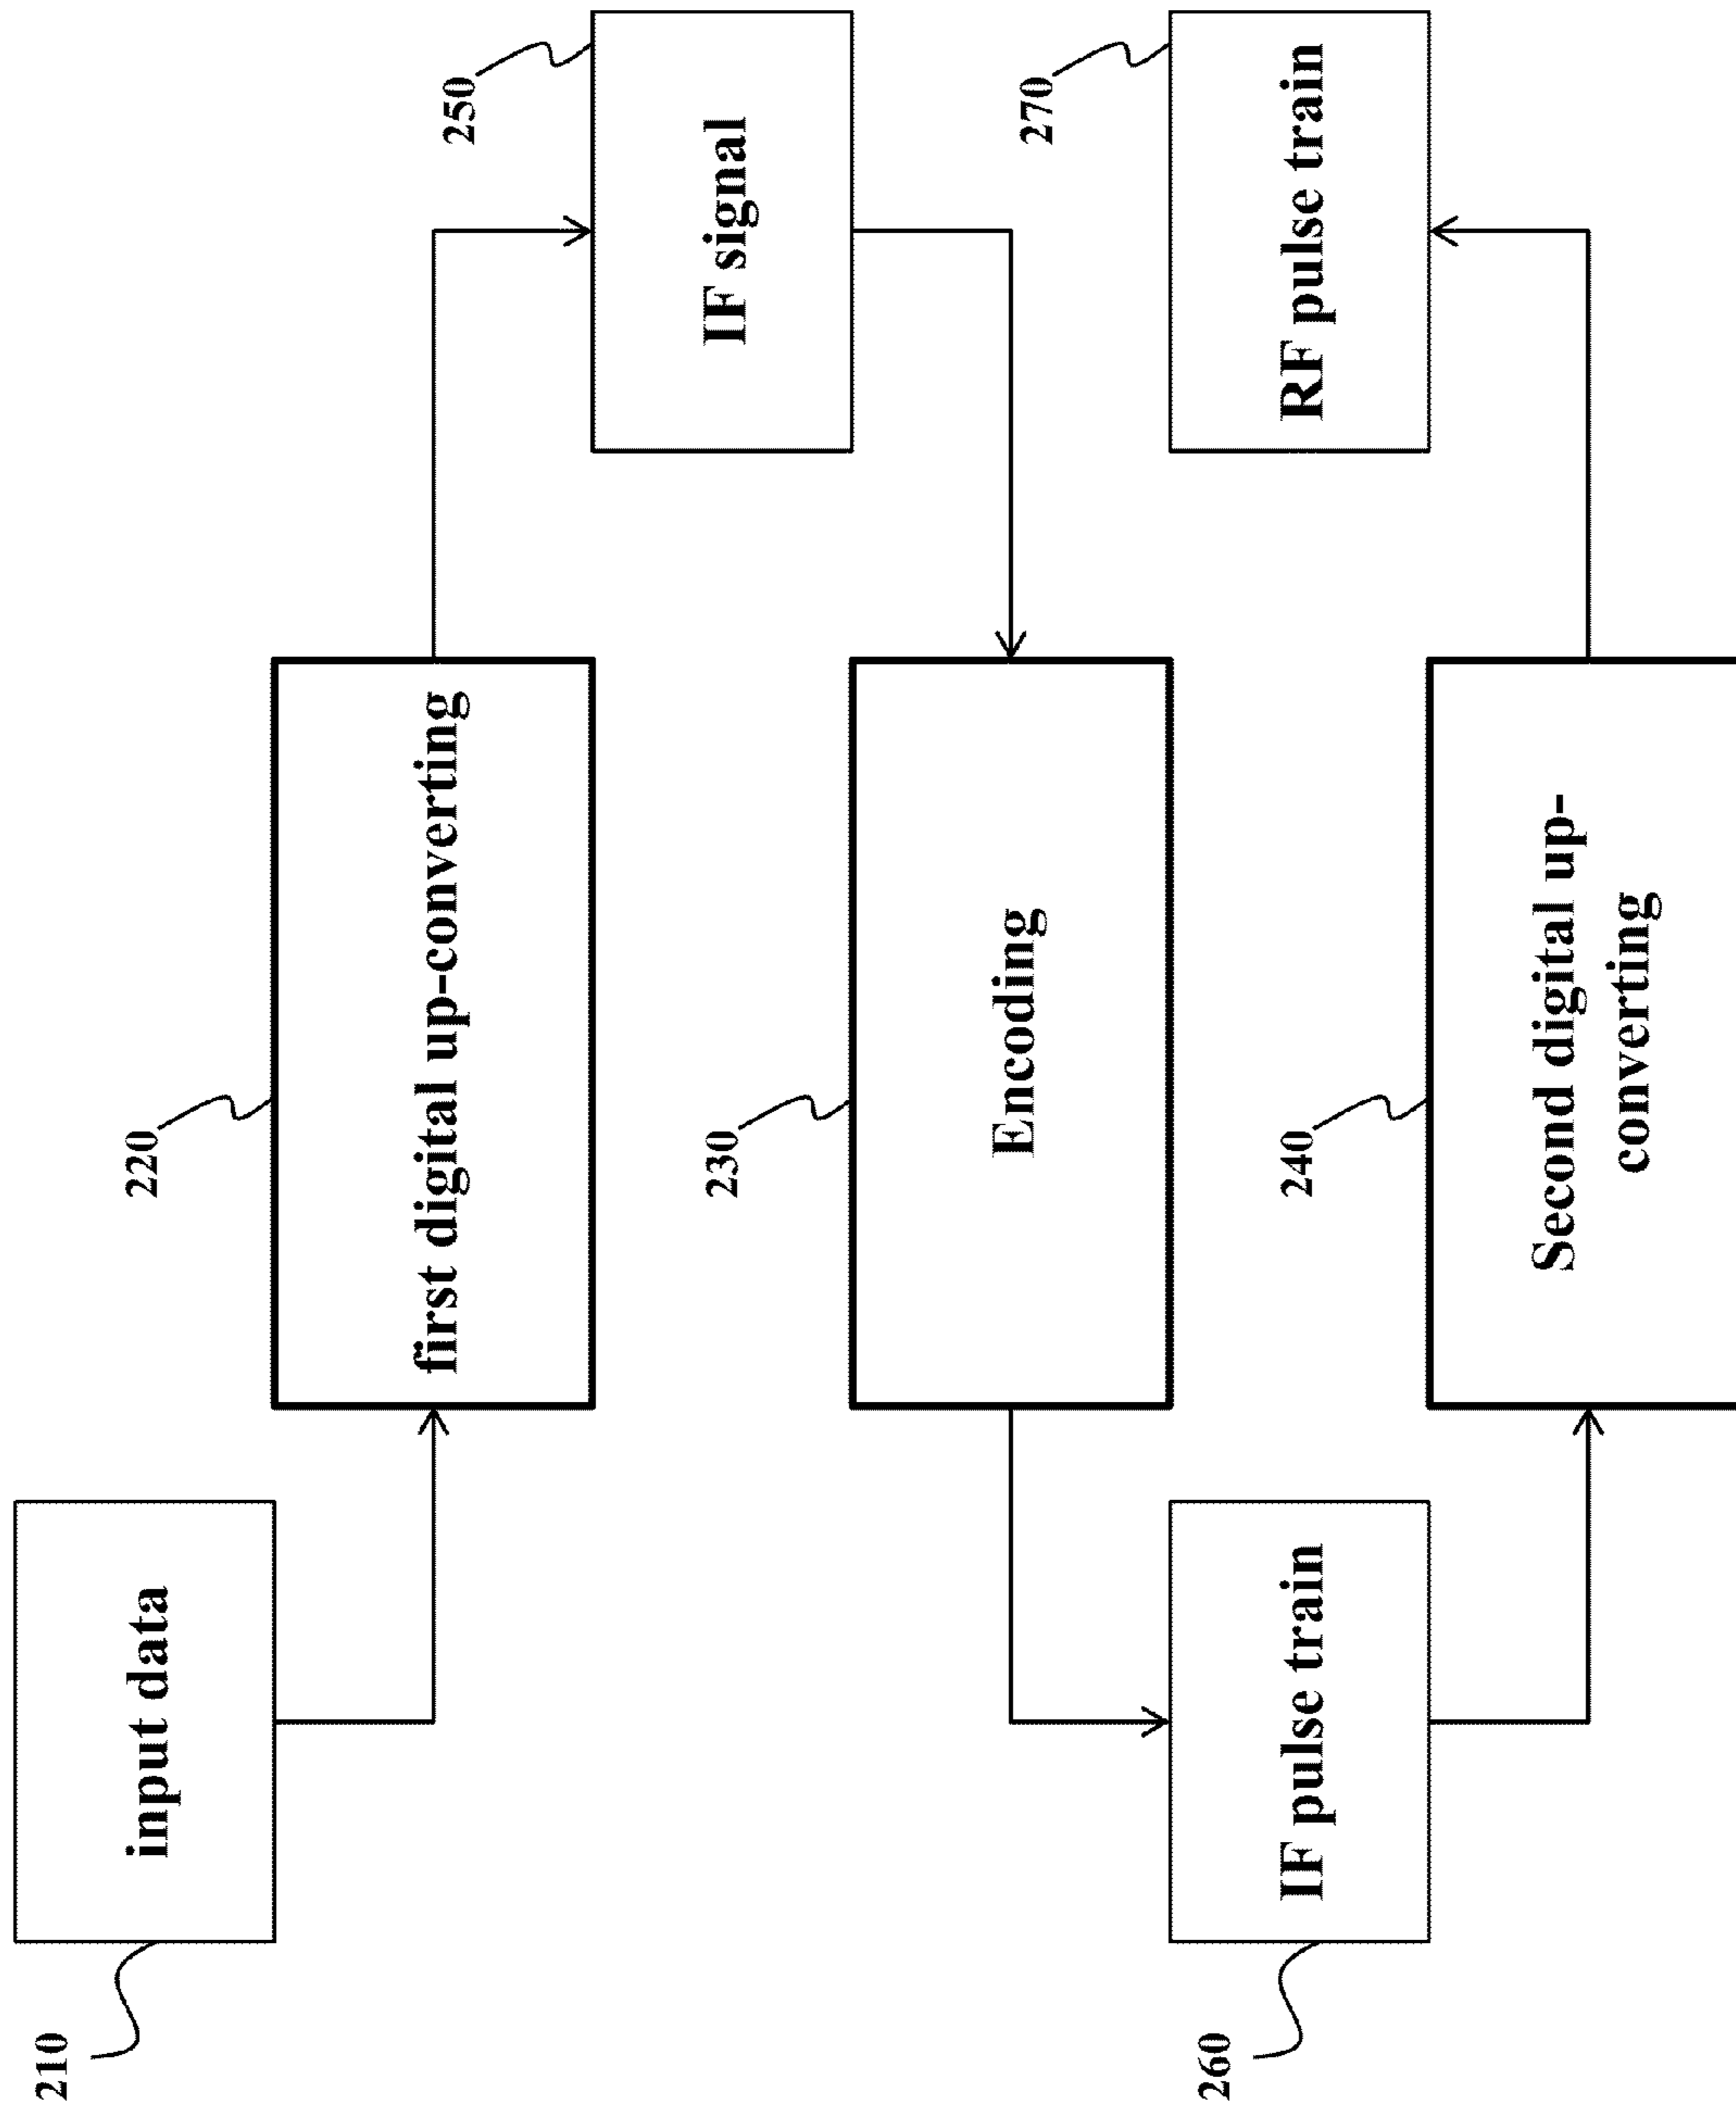 210
input data
220
first digital up-converting
250
IF signal
230
Encoding
260
IF pulse train
240
Second digital up-
converting
270
RF pulse train